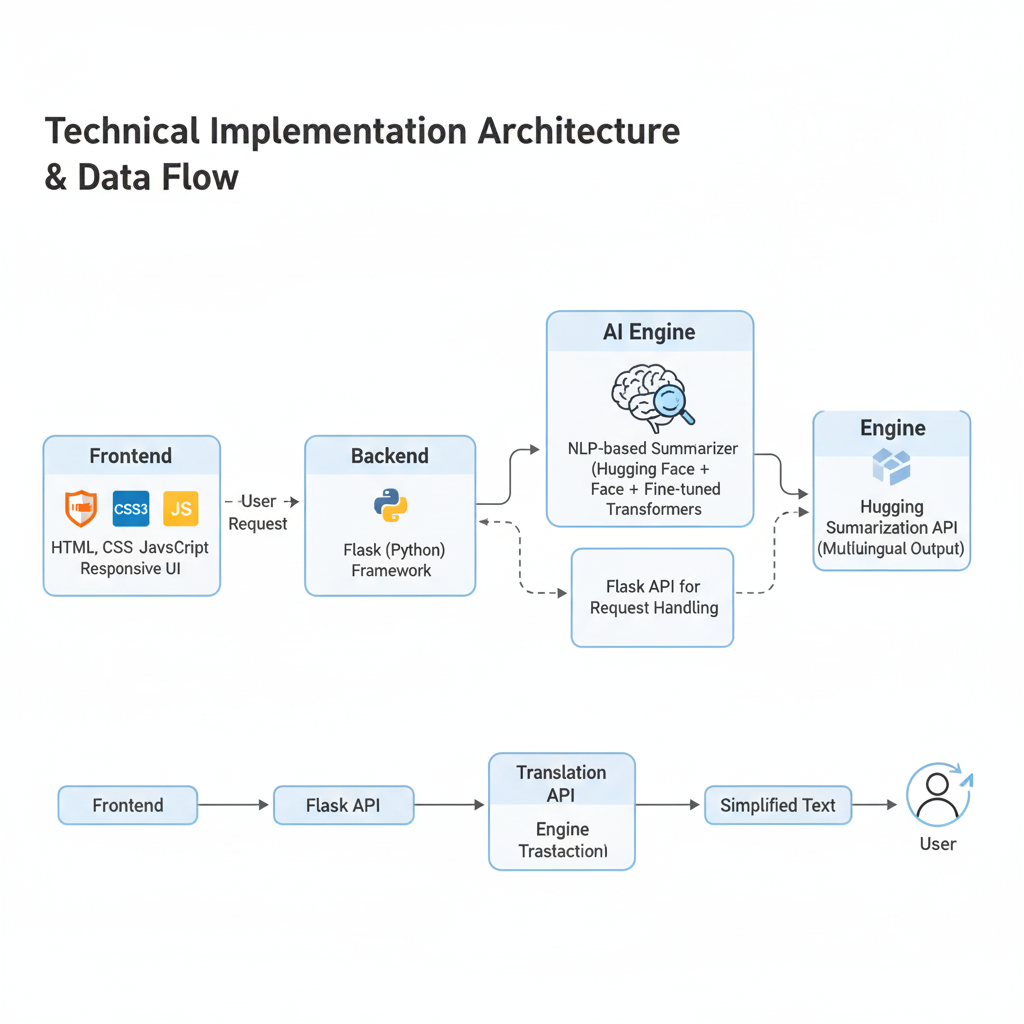 Technical Implementation Architecture
& Data Flow
Frontend
CSS3
JS
HTML, CSS JavsCript
Responsive UI
User
Request
Backend
Flask (Python)
Framework
AI Engine
NLP-based Summarizer
(Hugging Face +
Face + Fine-tuned
Transformers
Flask API for
Request Handling
Engine
Hugging
Sumarization API
(Mutluingual Output)
Frontend
Flask API
Translation
API
Engine
Trastaction)
Simplified Text
User